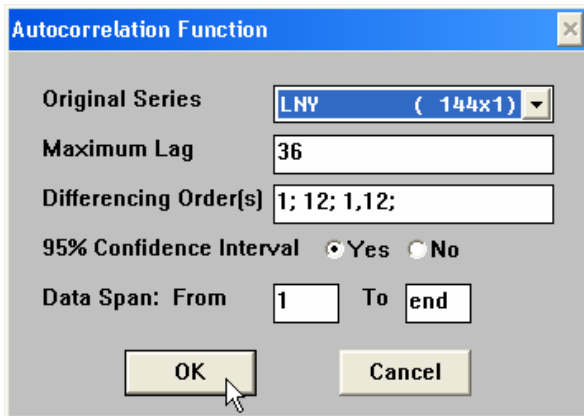 Autocorrelation Function
Original Series LNY ( 144x1)
Maximum Lag 36
Differencing Order(s) 1; 12; 1,12;
95% Confidence Interval Yes No
Data Span: From 1 To end
OK Cancel